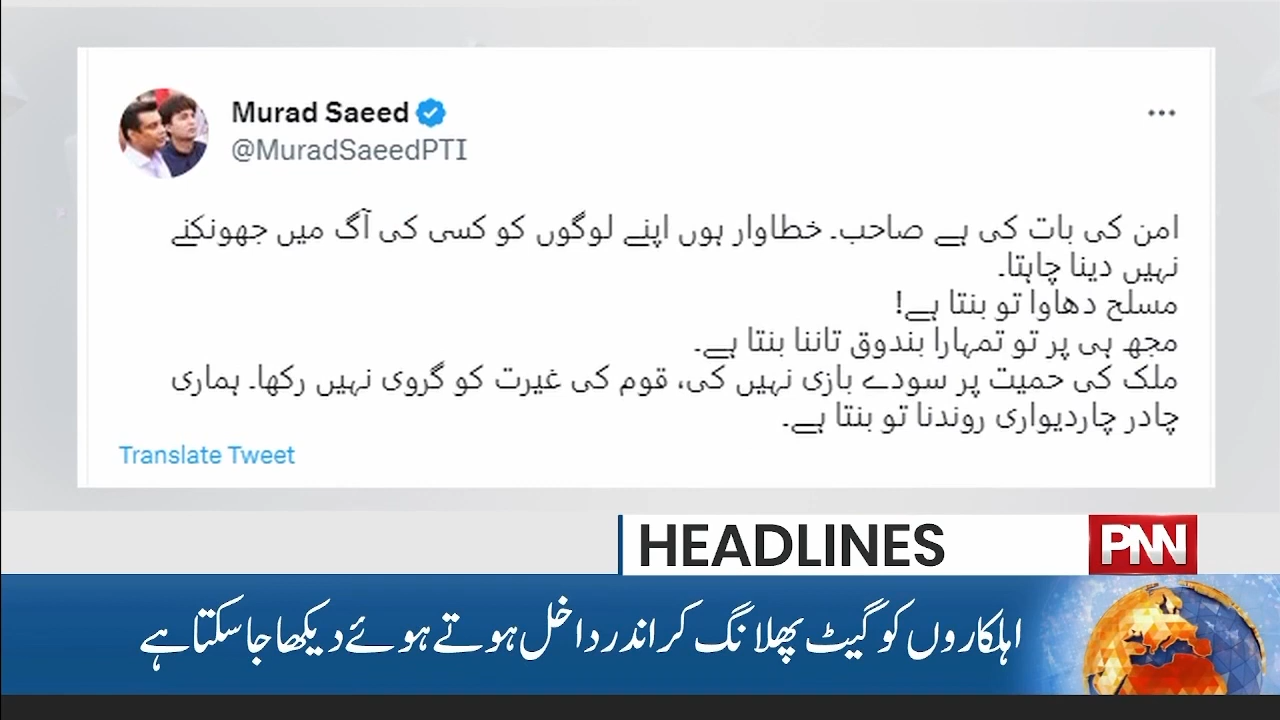 Murad Saeed
@MuradSaeedPTI
امن کی بات کی ہے صاحب۔ خطاوار ہوں اپنے لوگوں کو کسی کی آگ میں جھونکنے
نہیں دینا چاہتا۔
مسلح دھاوا تو بنتا ہے!
مجھ ہی پر تو تمہارا بندوق تاننا بنتا ہے۔
ملک کی حمیت پر سودے بازی نہیں کی، قوم کی غیرت کو گروی نہیں رکھا۔ ہماری
چادر چاردیواری روندنا تو بنتا ہے۔
Translate Tweet
HEADLINES
PNN
اہلکاروں کو گیٹ پھلانگ کر اندر داخل ہوتے ہوئے دیکھا جاسکتا ہے